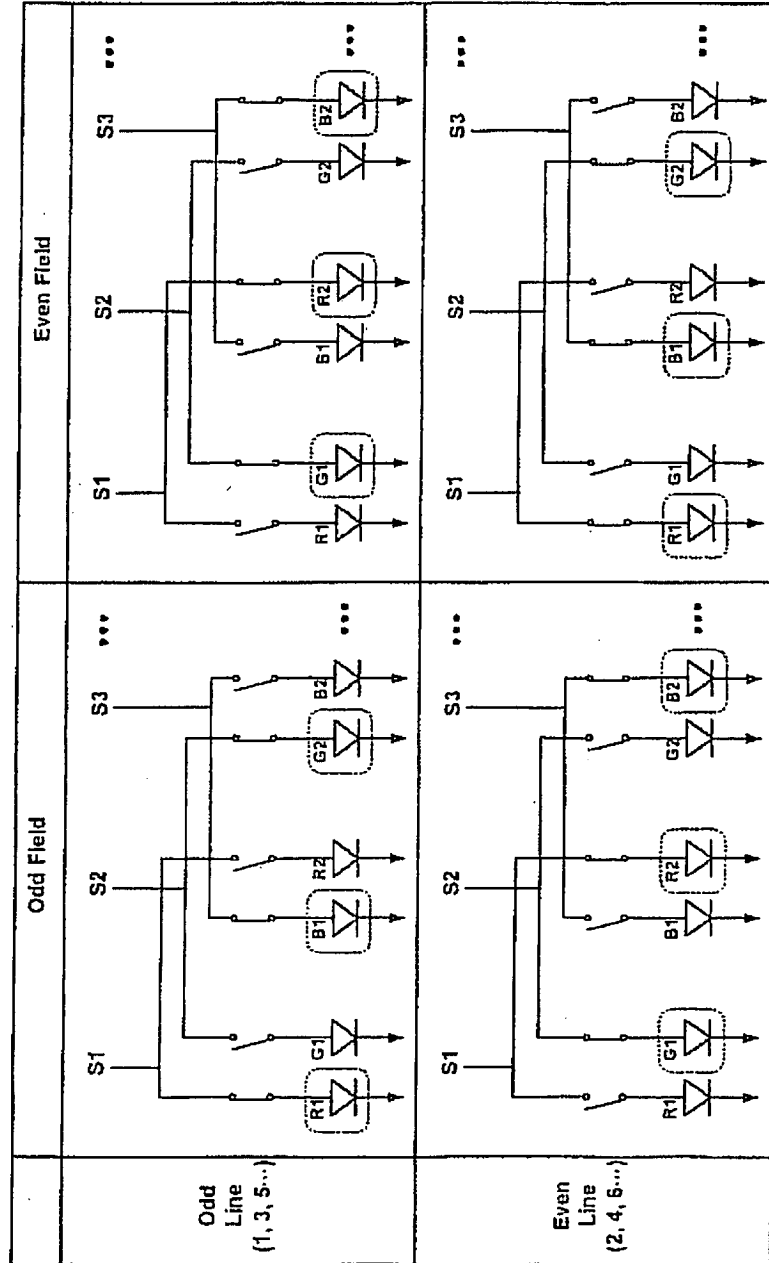 Odd Field Even Field
Odd
Line
(1, 3, 5···)
S1 S2 S3 ••• S1 S2 S3 •••
R1 G1 B1 R2 G2 B2 ••• R1 G1 B1 R2 G2 B2 •••
Even
Line
(2, 4, 6···)
S1 S2 S3 ••• S1 S2 S3 •••
R1 G1 B1 R2 G2 B2 ••• R1 G1 B1 R2 G2 B2 •••